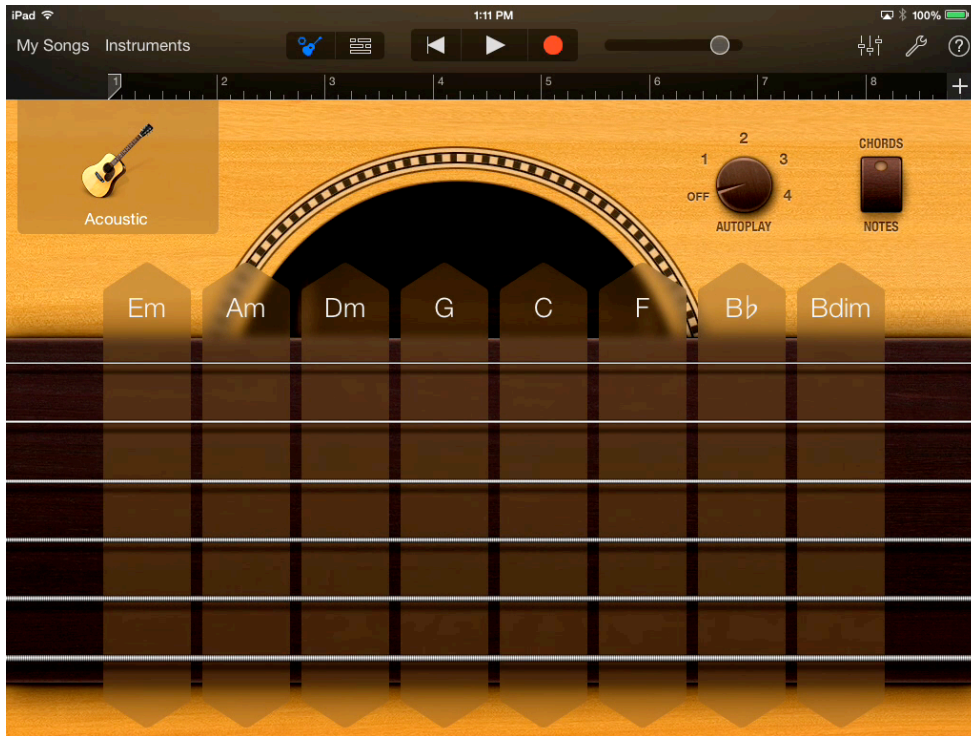 iPad 1:11 PM 100%
My Songs Instruments
1 2 3 4 5 6 7 8 +
2
CHORDS
1 3
OFF 4
Acoustic
AUTOPLAY NOTES
Em Am Dm G C F B♭ Bdim